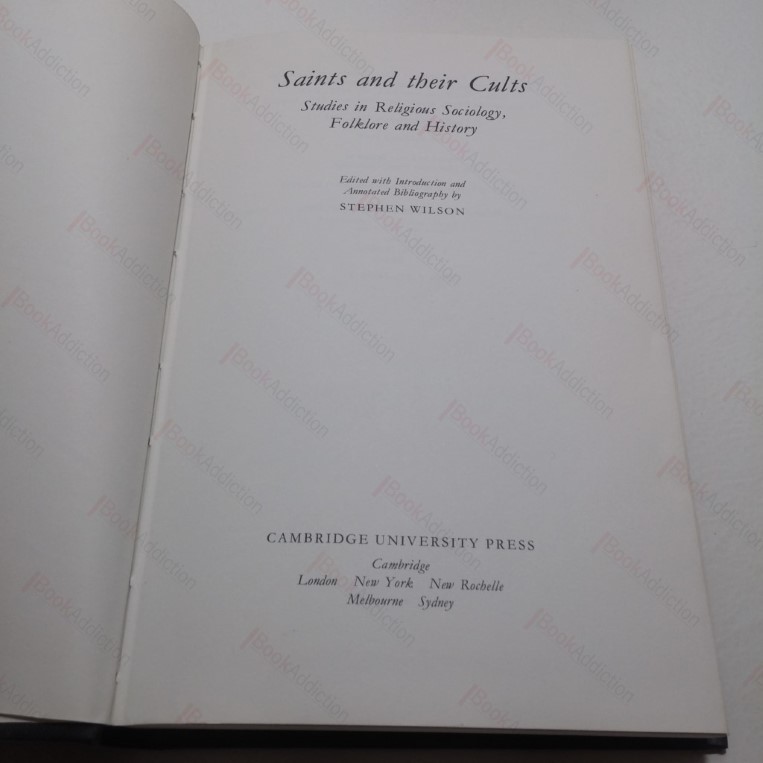 Saints and their Cults
Studies in Religious Sociology,
Folklore and History
Edited with Introduction and
Annotated Bibliography by
STEPHEN WILSON
CAMBRIDGE UNIVERSITY PRESS
Cambridge
London New York New Rochelle
Melbourne Sydney
BookAddiction